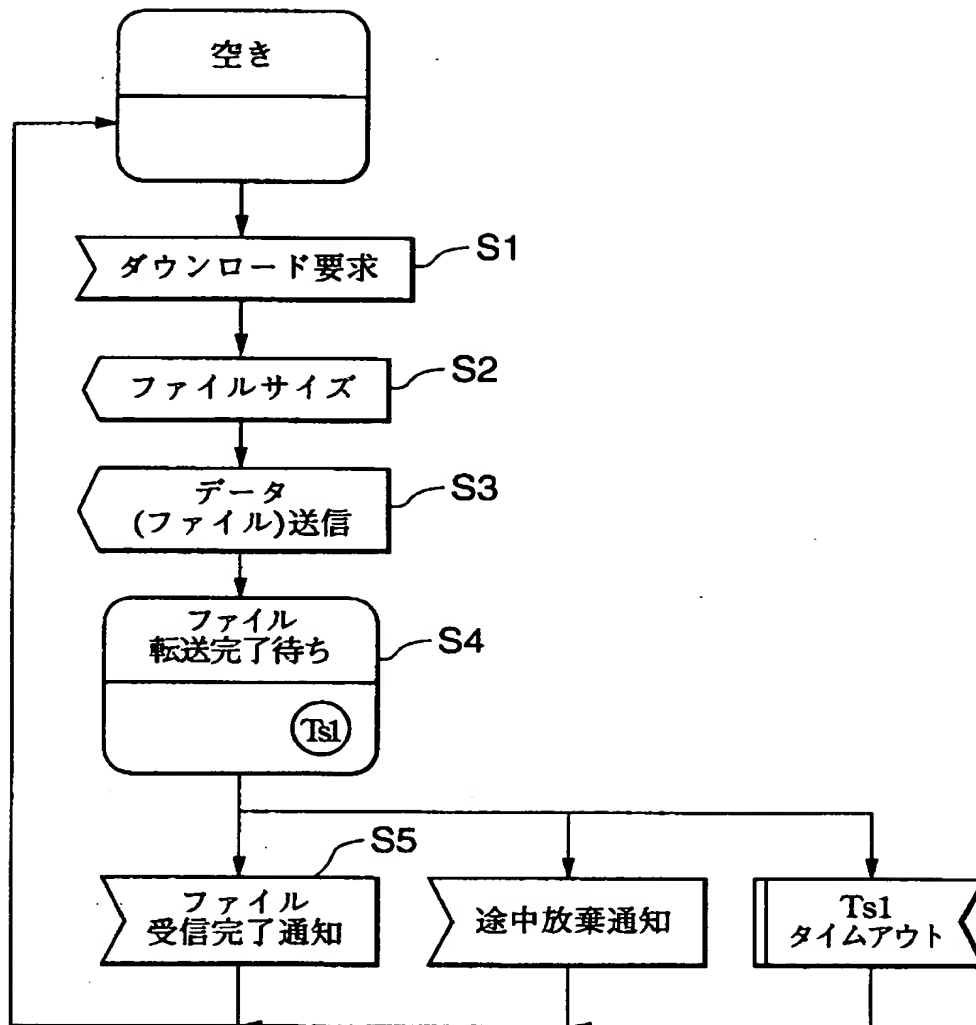 空き
ダウンロード要求
S1
ファイルサイズ
S2
データ
(ファイル)送信
S3
ファイル
転送完了待ち
S4
Ts1
S5
ファイル
受信完了通知
途中放棄通知
Ts1
タイムアウト